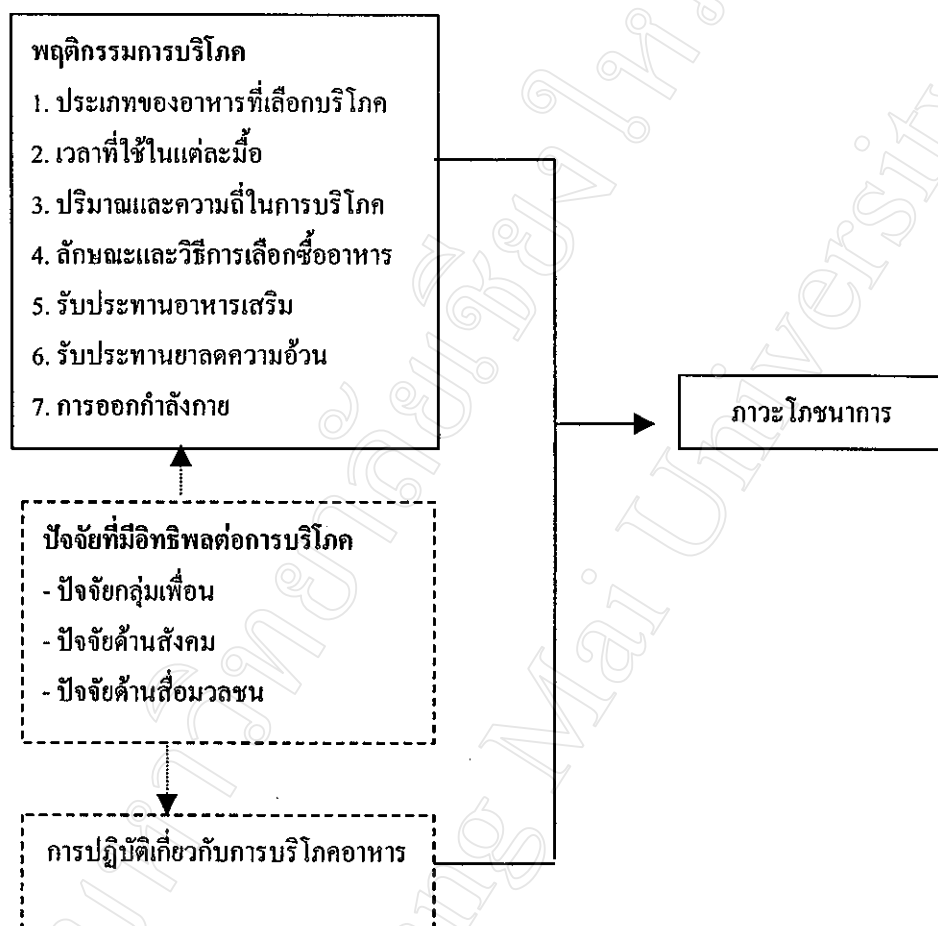 พฤติกรรมการบริโภค
1. ประเภทของอาหารที่เลือกบริโภค
2. เวลาที่ใช้ในแต่ละมื้อ
3. ปริมาณและความถี่ในการบริโภค
4. ลักษณะและวิธีการเลือกซื้ออาหาร
5. รับประทานอาหารเสริม
6. รับประทานยาลดความอ้วน
7. การออกกำลังกาย
ภาวะโภชนาการ
ปัจจัยที่มีอิทธิพลต่อการบริโภค
- ปัจจัยกลุ่มเพื่อน
- ปัจจัยด้านสังคม
- ปัจจัยด้านสื่อมวลชน
การปฏิบัติเกี่ยวกับการบริโภคอาหาร